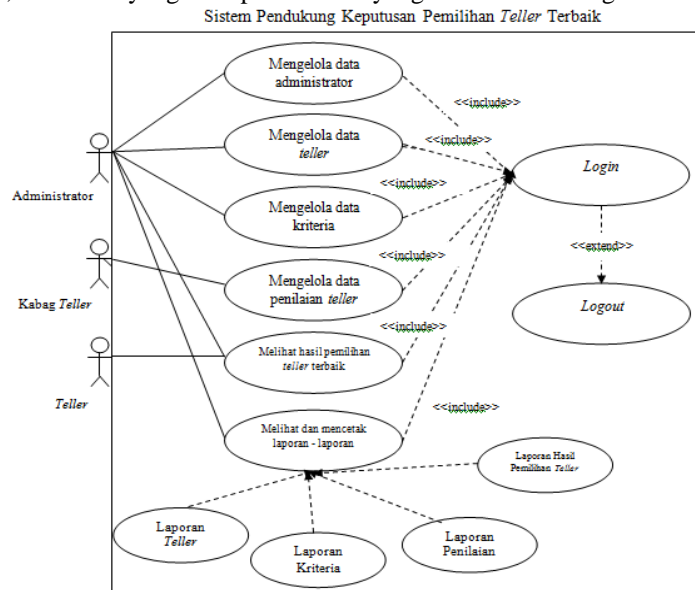 Sistem Pendukung Keputusan Pemilihan Teller Terbaik
Mengelola data
administrator
<<include>>
Mengelola data
teller
<<include>>
Login
Administrator
<<include>>
Mengelola data
kriteria
<<extend>>
<<include>>
Mengelola data
penilaian teller
Kabag Teller
Logout
<<include>>
Melihat hasil pemilihan
teller terbaik
Teller
<<include>>
Melihat dan mencetak
laporan - laporan
Laporan Hasil
Pemilihan Teller
Laporan
Teller
Laporan
Kriteria
Laporan
Penilaian